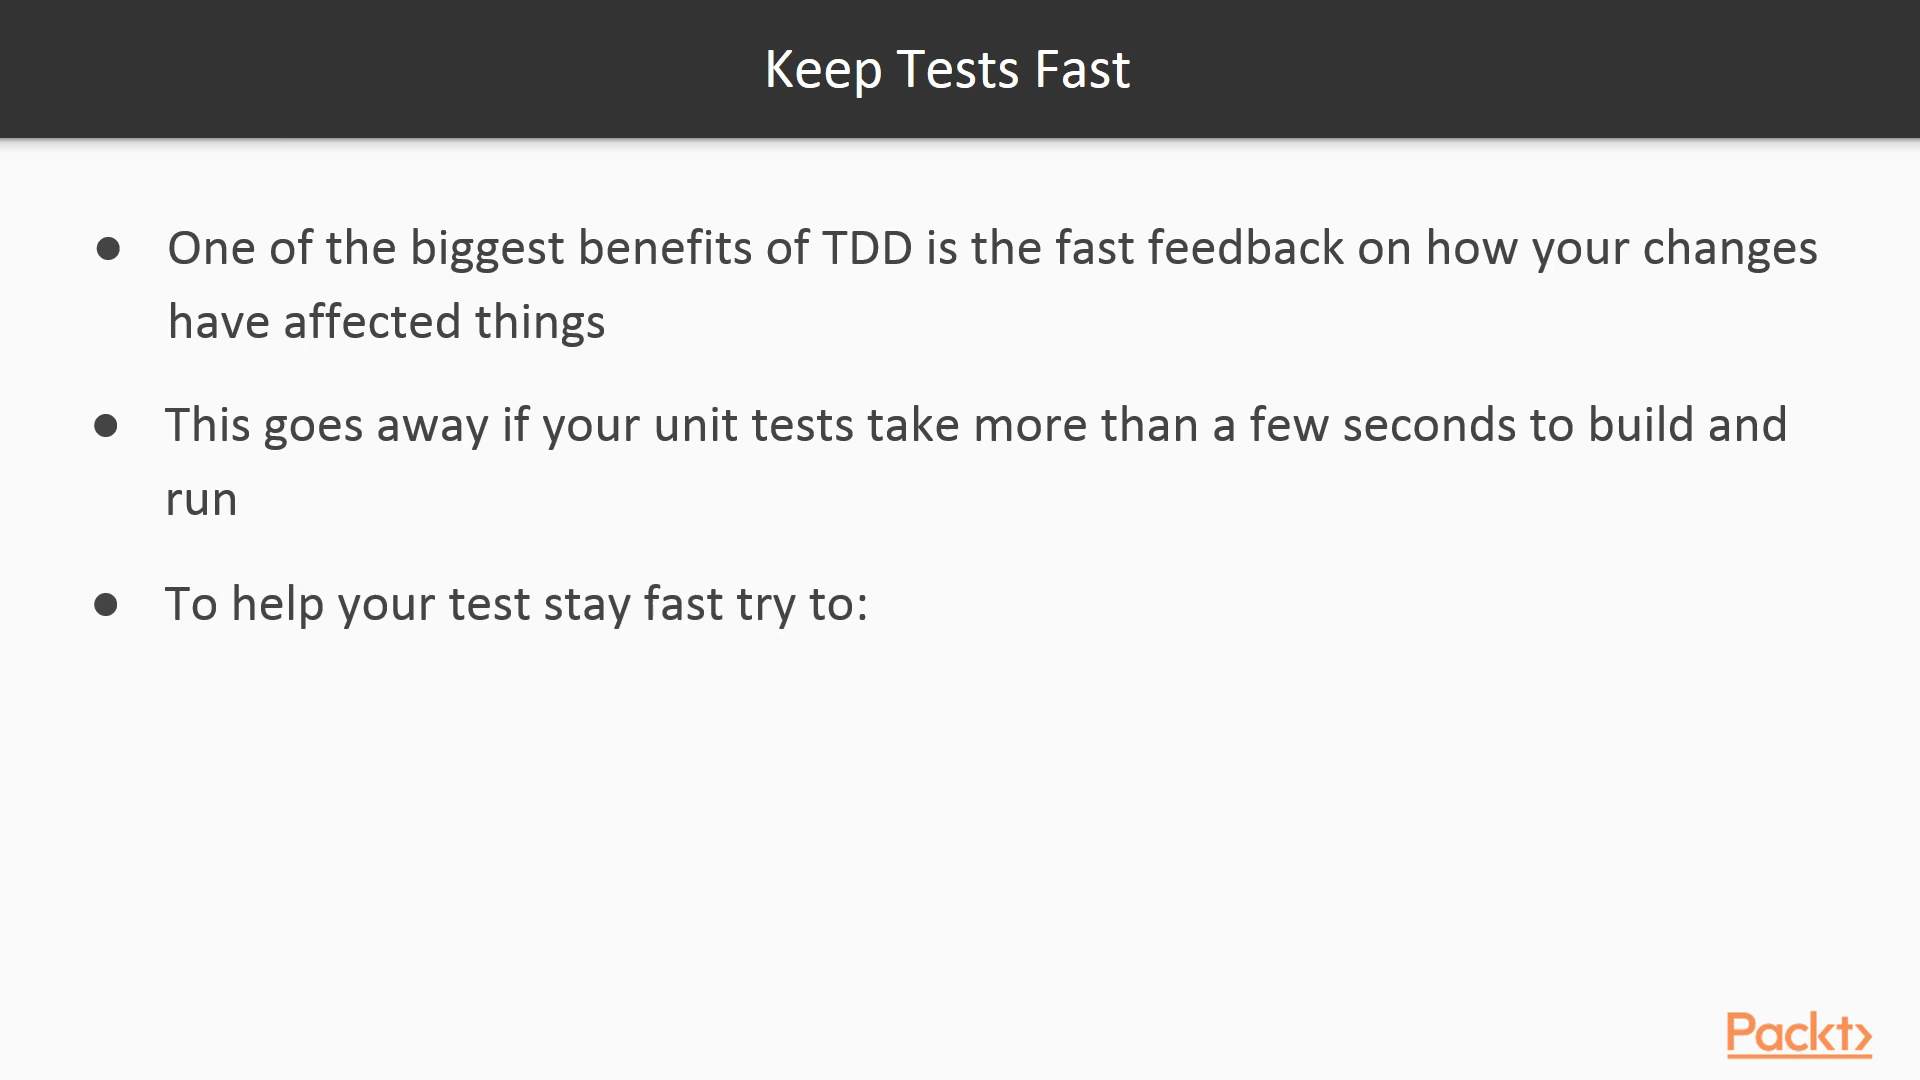 Keep Tests Fast
● One of the biggest benefits of TDD is the fast feedback on how your changes
have affected things
● This goes away if your unit tests take more than a few seconds to build and
run
● To help your test stay fast try to:
Packt>